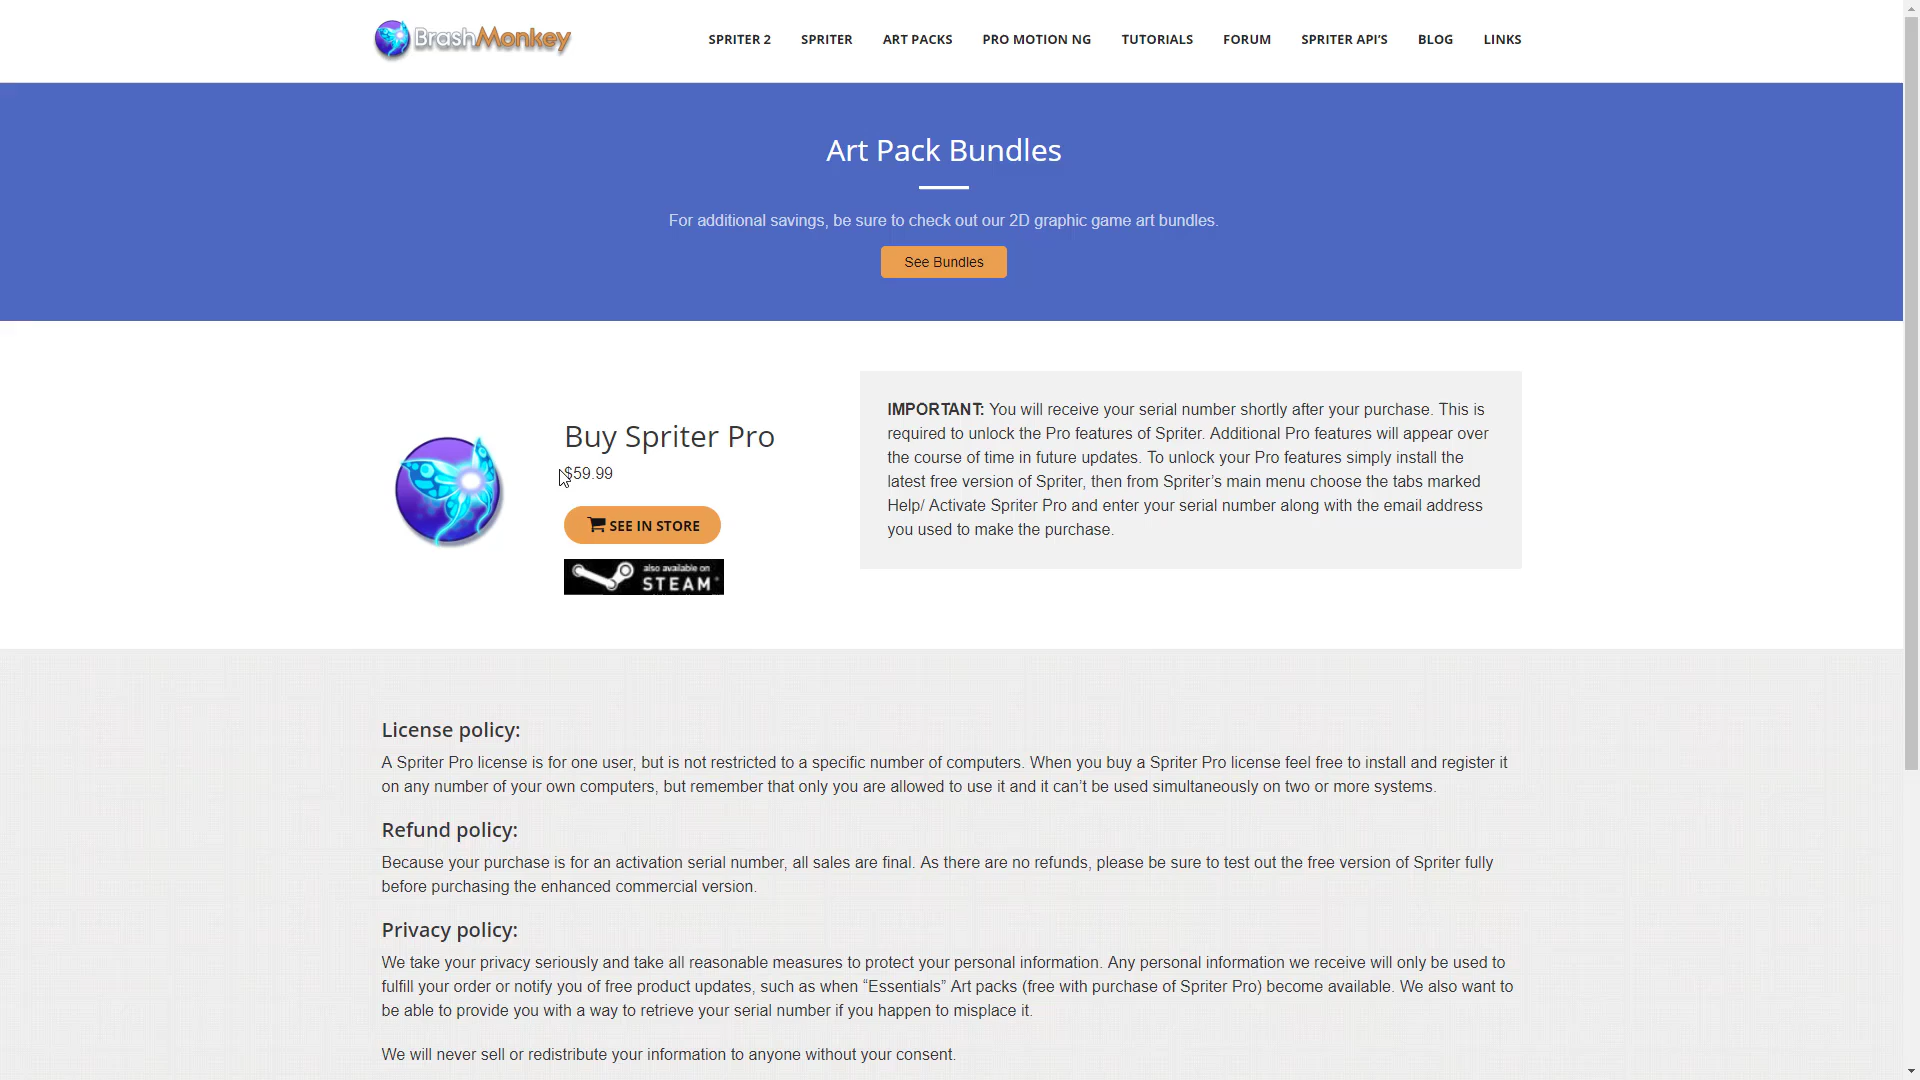 BrashMonkey
SPRITER 2 SPRITER ART PACKS PRO MOTION NG TUTORIALS FORUM SPRITER API'S BLOG LINKS
Art Pack Bundles
For additional savings, be sure to check out our 2D graphic game art bundles.
See Bundles
Buy Spriter Pro
$59.99
SEE IN STORE
also available on
STEAM
IMPORTANT: You will receive your serial number shortly after your purchase. This is
required to unlock the Pro features of Spriter. Additional Pro features will appear over
the course of time in future updates. To unlock your Pro features simply install the
latest free version of Spriter, then from Spriter’s main menu choose the tabs marked
Help/ Activate Spriter Pro and enter your serial number along with the email address
you used to make the purchase.
License policy:
A Spriter Pro license is for one user, but is not restricted to a specific number of computers. When you buy a Spriter Pro license feel free to install and register it
on any number of your own computers, but remember that only you are allowed to use it and it can’t be used simultaneously on two or more systems.
Refund policy:
Because your purchase is for an activation serial number, all sales are final. As there are no refunds, please be sure to test out the free version of Spriter fully
before purchasing the enhanced commercial version.
Privacy policy:
We take your privacy seriously and take all reasonable measures to protect your personal information. Any personal information we receive will only be used to
fulfill your order or notify you of free product updates, such as when “Essentials” Art packs (free with purchase of Spriter Pro) become available. We also want to
be able to provide you with a way to retrieve your serial number if you happen to misplace it.
We will never sell or redistribute your information to anyone without your consent.